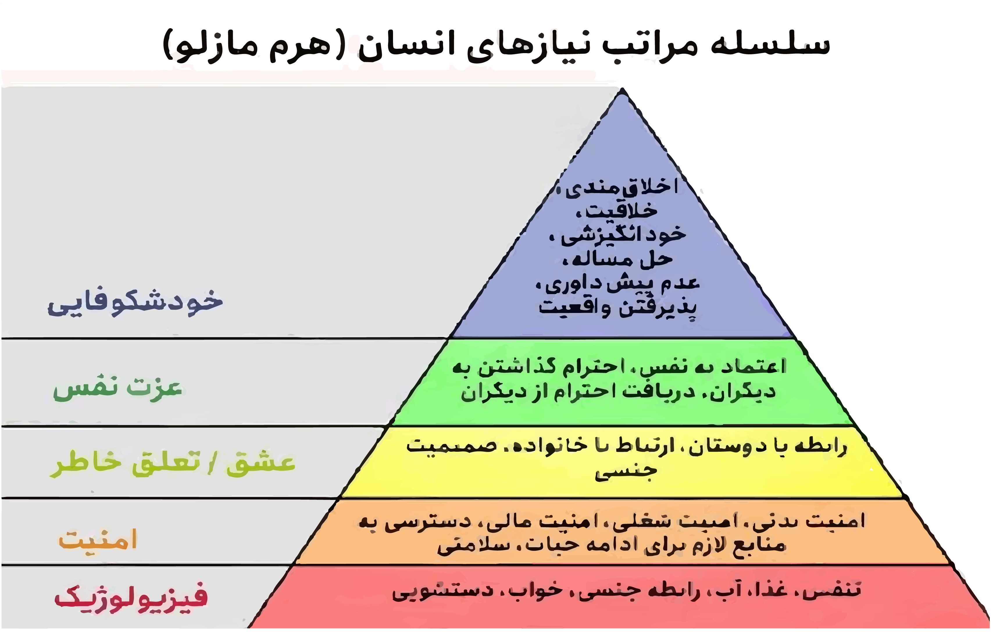 سلسله مراتب نیازهای انسان (هرم مازلو)
اخلاق‌مندی،
خلاقیت،
خودانگیزشی،
حل مساله،
عدم پیش‌داوری،
پذیرفتن واقعیت
خودشکوفایی
اعتماد به نفس، احترام گذاشتن به
دیگران، دریافت احترام از دیگران
عزت نفس
رابطه با دوستان، ارتباط با خانواده، صمیمیت
جنسی
عشق / تعلق خاطر
امنیت بدنی، امنیت شغلی، امنیت مالی، دسترسی به
منابع لازم برای ادامه حیات، سلامتی
امنیت
تنفس، غذا، آب، رابطه جنسی، خواب، دستشویی
فیزیولوژیک